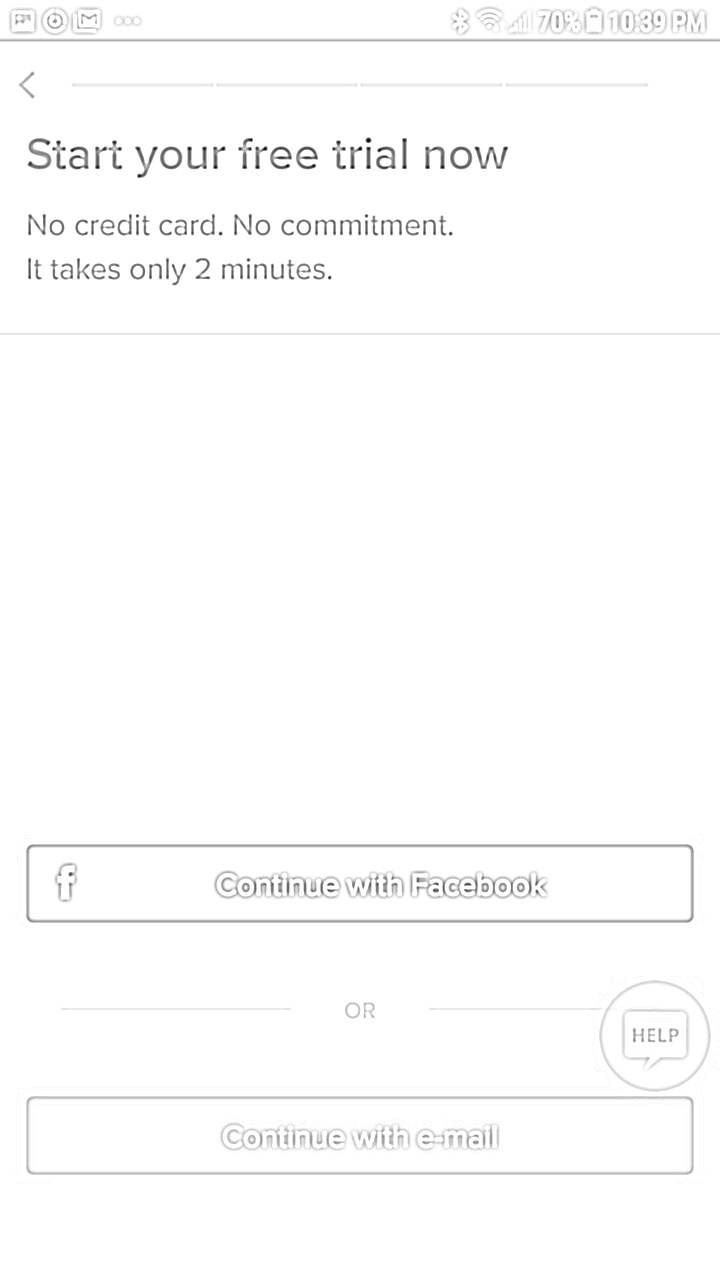 70% 10:39 PM
Start your free trial now
No credit card. No commitment.
It takes only 2 minutes.
f Continue with Facebook
OR
HELP
Continue with e-mail